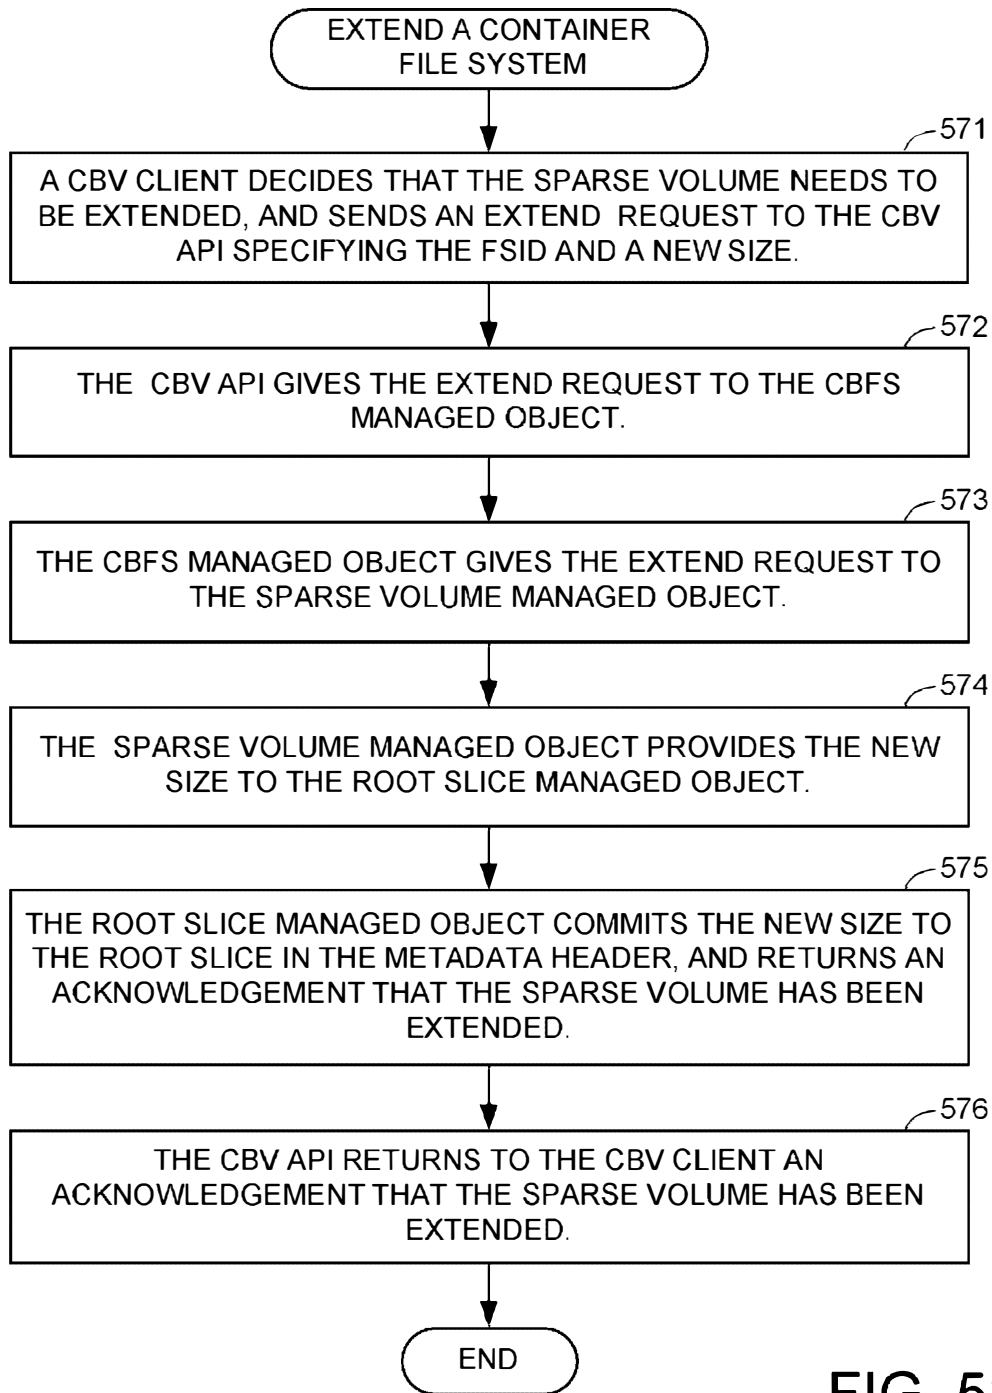 EXTEND A CONTAINER
FILE SYSTEM
571
A CBV CLIENT DECIDES THAT THE SPARSE VOLUME NEEDS TO
BE EXTENDED, AND SENDS AN EXTEND REQUEST TO THE CBV
API SPECIFYING THE FSID AND A NEW SIZE.
572
THE CBV API GIVES THE EXTEND REQUEST TO THE CBFS
MANAGED OBJECT.
573
THE CBFS MANAGED OBJECT GIVES THE EXTEND REQUEST TO
THE SPARSE VOLUME MANAGED OBJECT.
574
THE SPARSE VOLUME MANAGED OBJECT PROVIDES THE NEW
SIZE TO THE ROOT SLICE MANAGED OBJECT.
575
THE ROOT SLICE MANAGED OBJECT COMMITS THE NEW SIZE TO
THE ROOT SLICE IN THE METADATA HEADER, AND RETURNS AN
ACKNOWLEDGEMENT THAT THE SPARSE VOLUME HAS BEEN
EXTENDED.
576
THE CBV API RETURNS TO THE CBV CLIENT AN
ACKNOWLEDGEMENT THAT THE SPARSE VOLUME HAS BEEN
EXTENDED.
END
FIG.